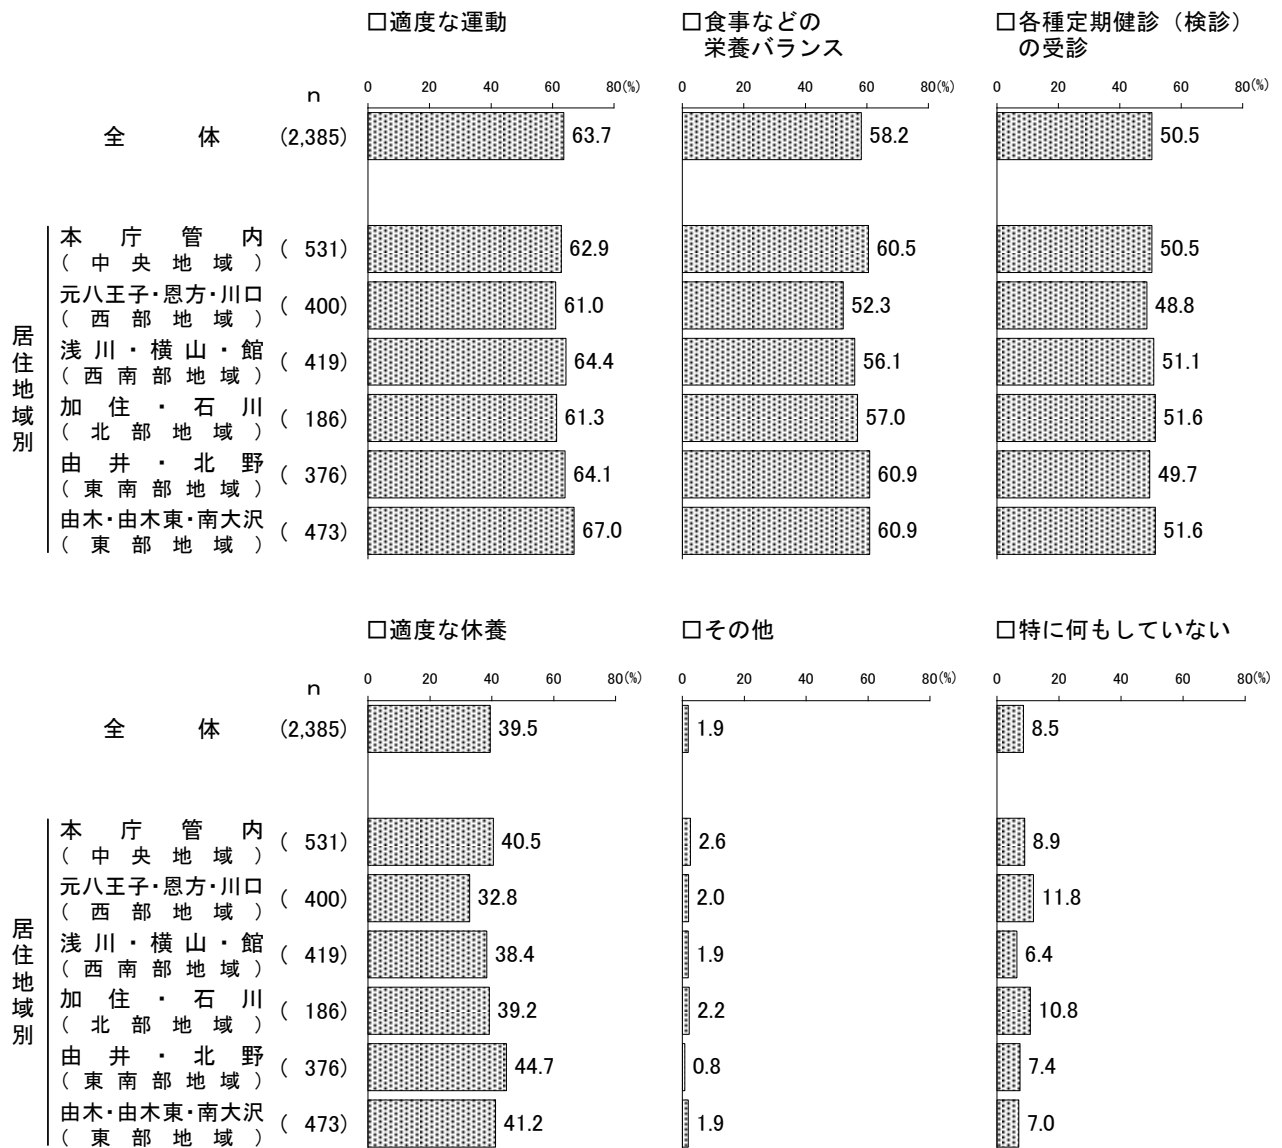 □適度な運動
□食事などの
栄養バランス
□各種定期健診（検診）
の受診
n
0 20 40 60 80(%)
0 20 40 60 80(%)
0 20 40 60 80(%)
全体 (2,385) 63.7 58.2 50.5
居住地域別
本庁管内
（中央地域） ( 531) 62.9 60.5 50.5
元八王子・恩方・川口
（西部地域） ( 400) 61.0 52.3 48.8
浅川・横山・館
（西南部地域） ( 419) 64.4 56.1 51.1
加住・石川
（北部地域） ( 186) 61.3 57.0 51.6
由井・北野
（東南部地域） ( 376) 64.1 60.9 49.7
由木・由木東・南大沢
（東部地域） ( 473) 67.0 60.9 51.6
□適度な休養
□その他
□特に何もしていない
n
0 20 40 60 80(%)
0 20 40 60 80(%)
0 20 40 60 80(%)
全体 (2,385) 39.5 1.9 8.5
居住地域別
本庁管内
（中央地域） ( 531) 40.5 2.6 8.9
元八王子・恩方・川口
（西部地域） ( 400) 32.8 2.0 11.8
浅川・横山・館
（西南部地域） ( 419) 38.4 1.9 6.4
加住・石川
（北部地域） ( 186) 39.2 2.2 10.8
由井・北野
（東南部地域） ( 376) 44.7 0.8 7.4
由木・由木東・南大沢
（東部地域） ( 473) 41.2 1.9 7.0